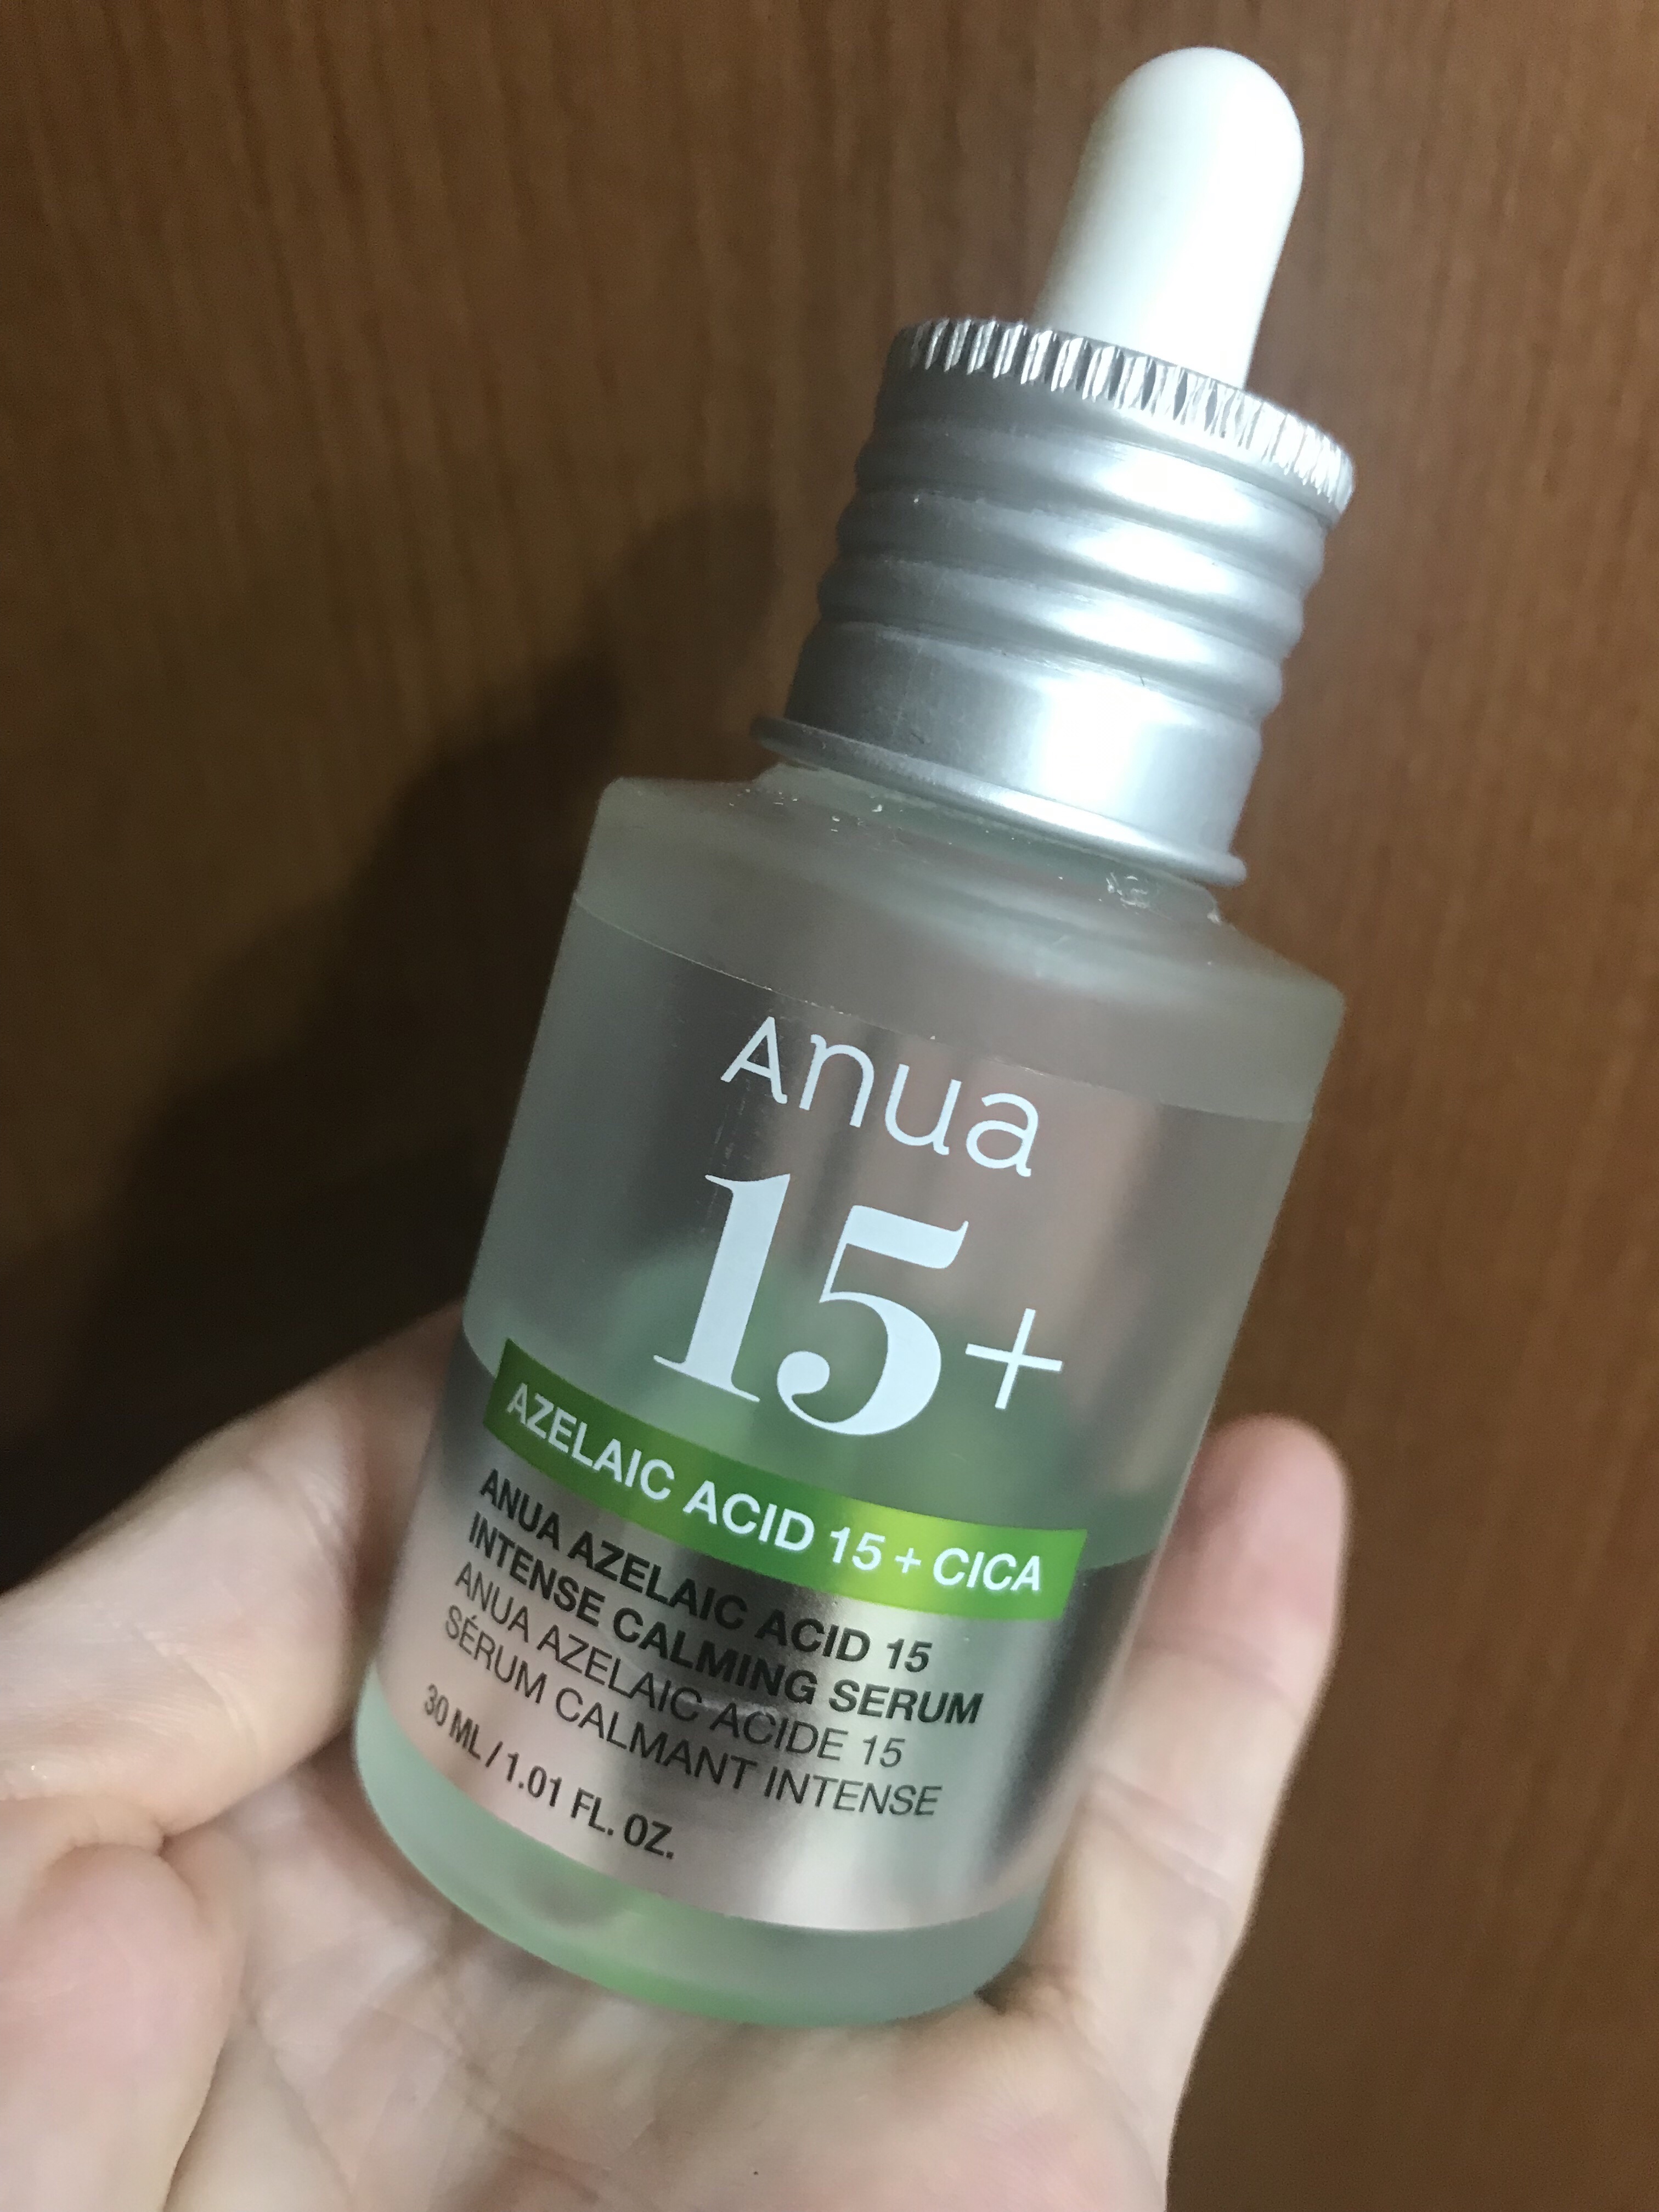 Anua
15+
AZELAIC ACID 15 + CICA
ANUA AZELAIC ACID 15
INTENSE CALMING SERUM
ANUA AZELAIC ACIDE 15
SÉRUM CALMANT INTENSE
30 ML / 1.01 FL. OZ.